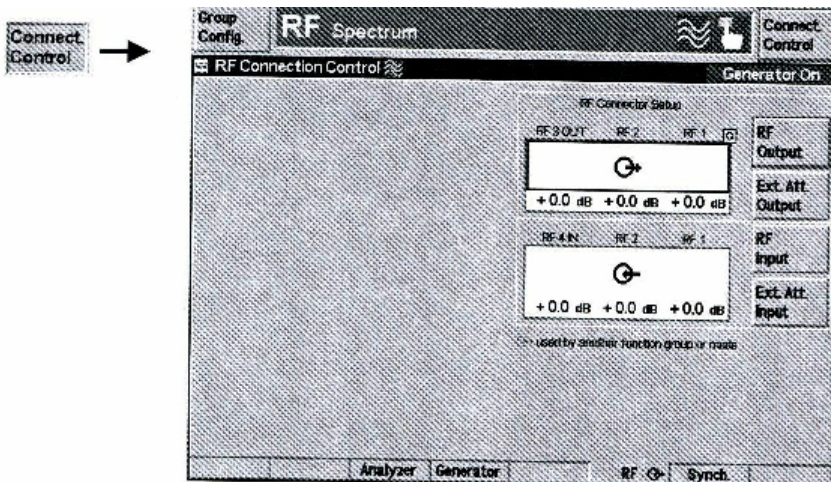 Connect.
Control
Group
Config.
RF Spectrum
Connect.
Control
RF Connection Control
Generator On
RF Connector Setup
RF 3 OUT RF 2 RF 1 G
+ 0.0 dB + 0.0 dB + 0.0 dB
RF
Output
Ext. Att.
Output
RF 4 IN RF 2 RF 1
+ 0.0 dB + 0.0 dB + 0.0 dB
RF
Input
Ext. Att.
Input
used by another function group or mode
Analyzer Generator RF Synch.